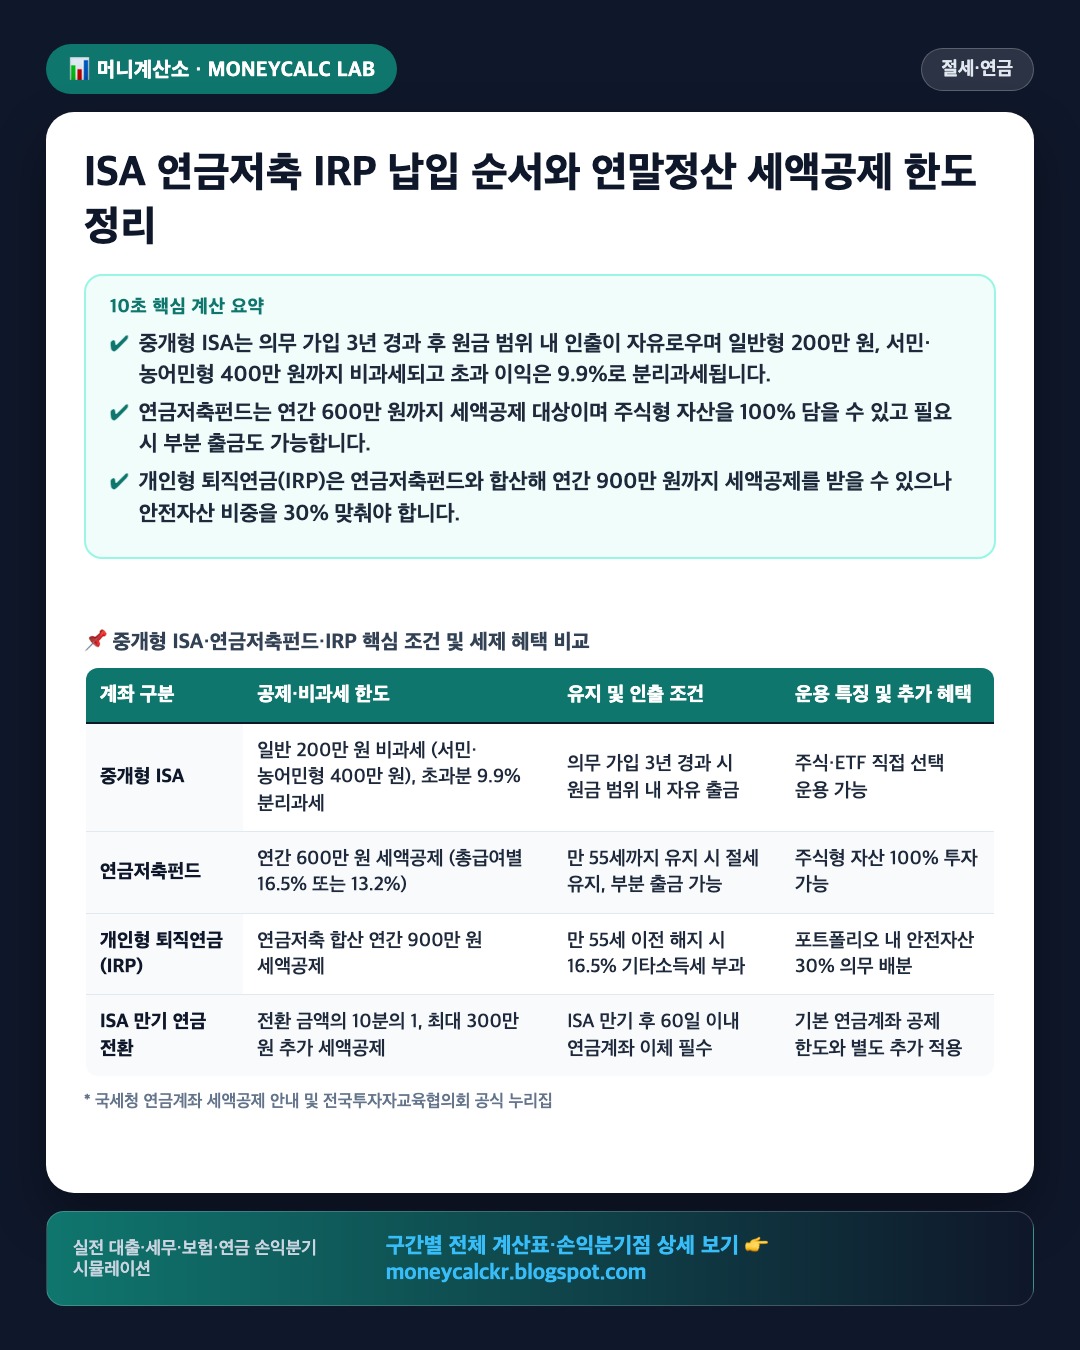 머니계산소 · MONEYCALC LAB
절세·연금
ISA 연금저축 IRP 납입 순서와 연말정산 세액공제 한도
정리
10초 핵심 계산 요약
✔ 중개형 ISA는 의무 가입 3년 경과 후 원금 범위 내 인출이 자유로우며 일반형 200만 원, 서민·
농어민형 400만 원까지 비과세되고 초과 이익은 9.9%로 분리과세됩니다.
✔ 연금저축펀드는 연간 600만 원까지 세액공제 대상이며 주식형 자산을 100% 담을 수 있고 필요
시 부분 출금도 가능합니다.
✔ 개인형 퇴직연금(IRP)은 연금저축펀드와 합산해 연간 900만 원까지 세액공제를 받을 수 있으나
안전자산 비중을 30% 맞춰야 합니다.
📌 중개형 ISA·연금저축펀드·IRP 핵심 조건 및 세제 혜택 비교
계좌 구분 공제·비과세 한도 유지 및 인출 조건 운용 특징 및 추가 혜택
중개형 ISA
일반 200만 원 비과세 (서민·
농어민형 400만 원), 초과분 9.9%
분리과세
의무 가입 3년 경과 시
원금 범위 내 자유 출금
주식·ETF 직접 선택
운용 가능
연금저축펀드
연간 600만 원 세액공제 (총급여별
16.5% 또는 13.2%)
만 55세까지 유지 시 절세
유지, 부분 출금 가능
주식형 자산 100% 투자
가능
개인형 퇴직연금
(IRP)
연금저축 합산 연간 900만 원
세액공제
만 55세 이전 해지 시
16.5% 기타소득세 부과
포트폴리오 내 안전자산
30% 의무 배분
ISA 만기 연금
전환
전환 금액의 10분의 1, 최대 300만
원 추가 세액공제
ISA 만기 후 60일 이내
연금계좌 이체 필수
기본 연금계좌 공제
한도와 별도 추가 적용
* 국세청 연금계좌 세액공제 안내 및 전국투자자교육협의회 공식 누리집
실전 대출·세무·보험·연금 손익분기
시뮬레이션
구간별 전체 계산표·손익분기점 상세 보기 👉
moneycalckr.blogspot.com